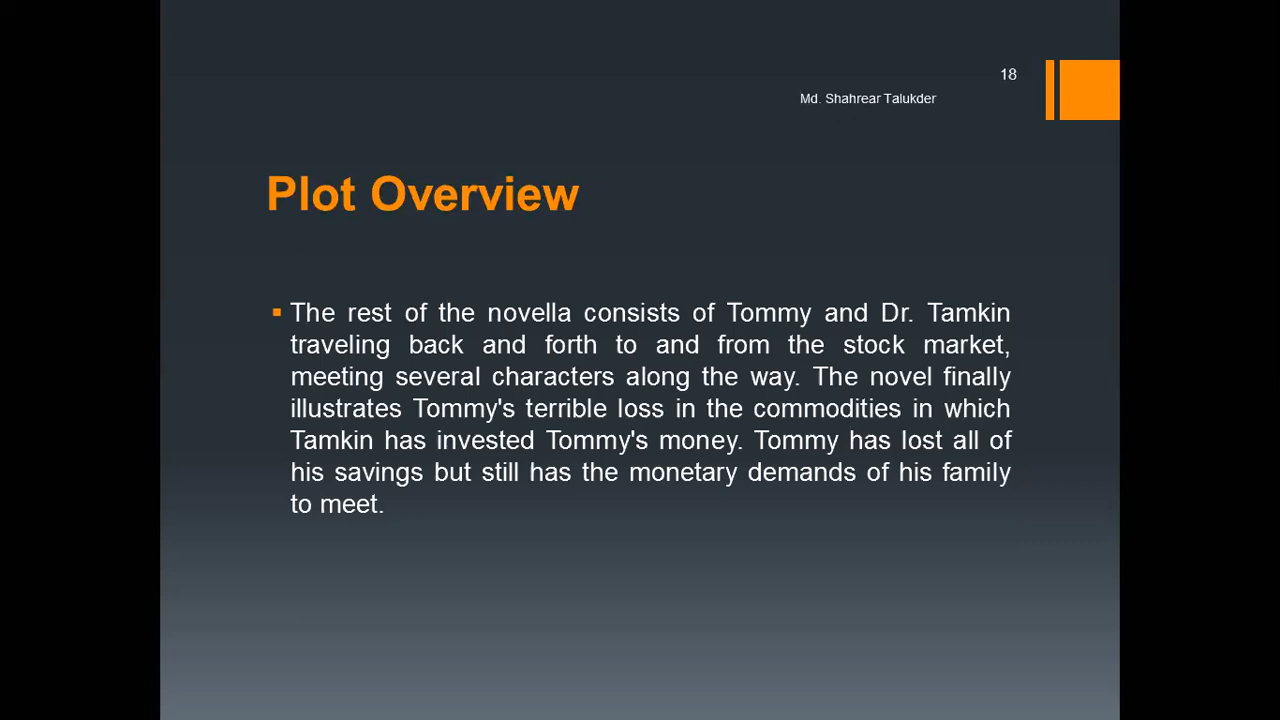 18
Md. Shahrear Talukder
Plot Overview
▪ The rest of the novella consists of Tommy and Dr. Tamkin
traveling back and forth to and from the stock market,
meeting several characters along the way. The novel finally
illustrates Tommy's terrible loss in the commodities in which
Tamkin has invested Tommy's money. Tommy has lost all of
his savings but still has the monetary demands of his family
to meet.